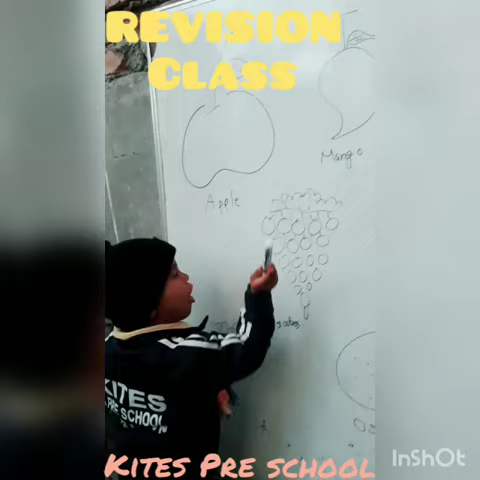 REVISION
CLASS
Mango
Apple
KITES
PRE SCHOOL
KITES PRE SCHOOL
InShOt